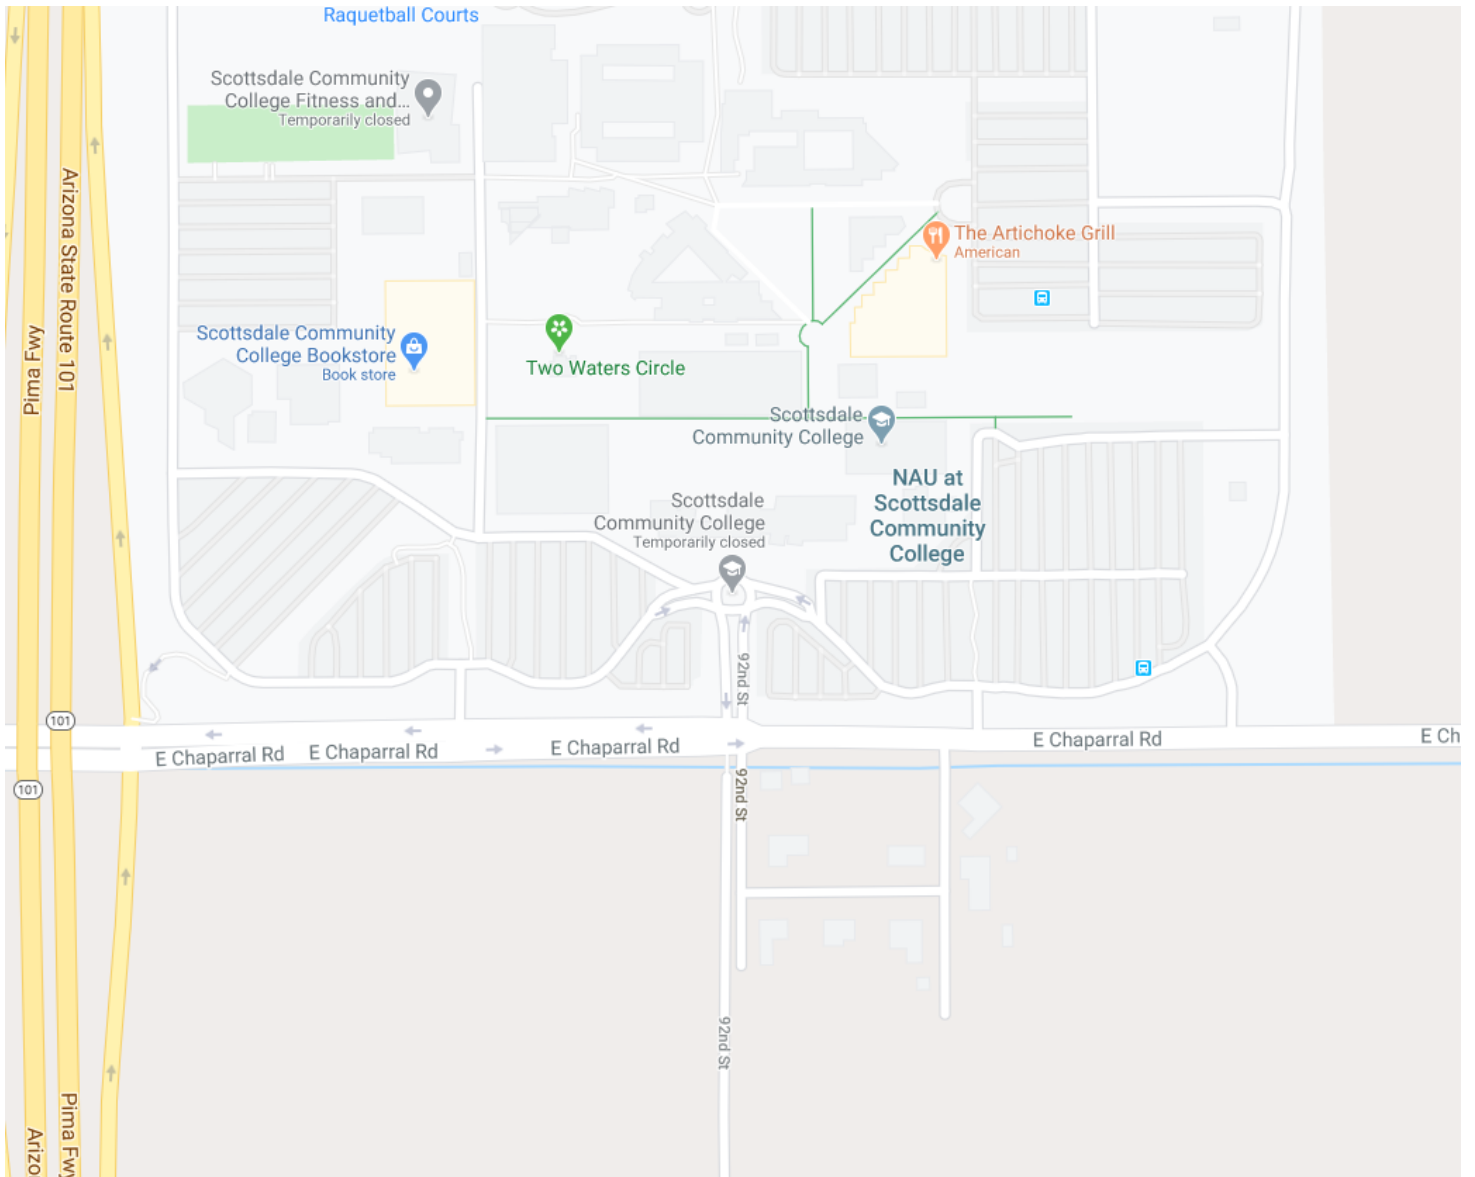 Raquetball Courts
Scottsdale Community
College Fitness and...
Temporarily closed
Arizona State Route 101
Pima Fwy
The Artichoke Grill
American
Scottsdale Community
College Bookstore
Book store
Two Waters Circle
Scottsdale
Community College
NAU at
Scottsdale
Community
College
Scottsdale
Community College
Temporarily closed
92nd St
101
E Chaparral Rd
E Chaparral Rd
E Chaparral Rd
E Chaparral Rd
E Ch
101
92nd St
92nd St
Pima Fwy
Arizo